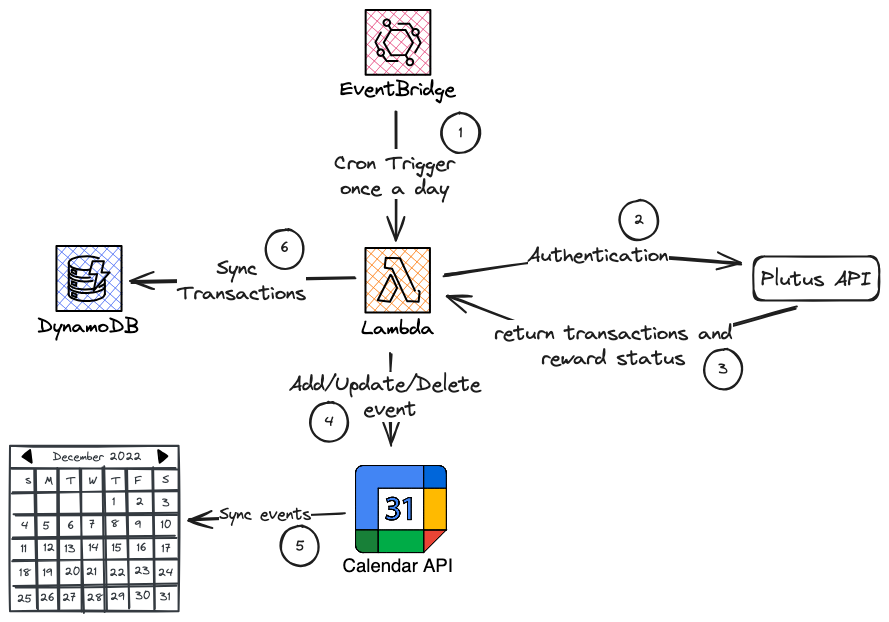 EventBridge
1
Cron Trigger
once a day
2
Authentication
6
Sync
Transactions
Plutus API
DynamoDB
Lambda
return transactions and
reward status
3
Add/Update/Delete
event
4
December 2022
S M T W T F S
1 2 3
4 5 6 7 8 9 10
11 12 13 14 15 16 17
18 19 20 21 22 23 24
25 26 27 28 29 30 31
Sync events
5
31
Calendar API